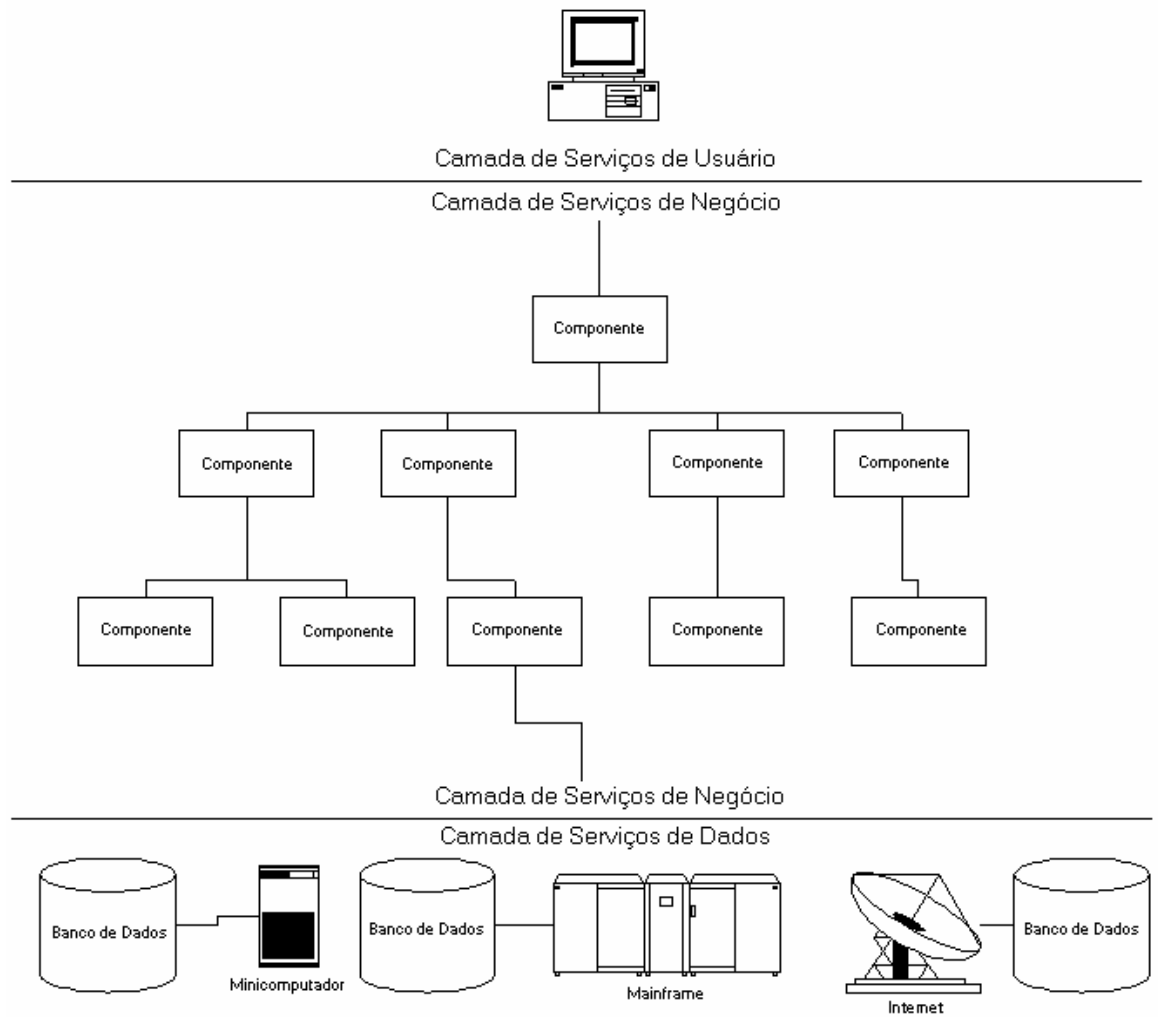 Camada de Serviços de Usuário
Camada de Serviços de Negócio
Componente
Componente
Componente
Componente
Componente
Componente
Componente
Componente
Componente
Componente
Camada de Serviços de Negócio
Camada de Serviços de Dados
Banco de Dados
Minicomputador
Banco de Dados
Mainframe
Internet
Banco de Dados